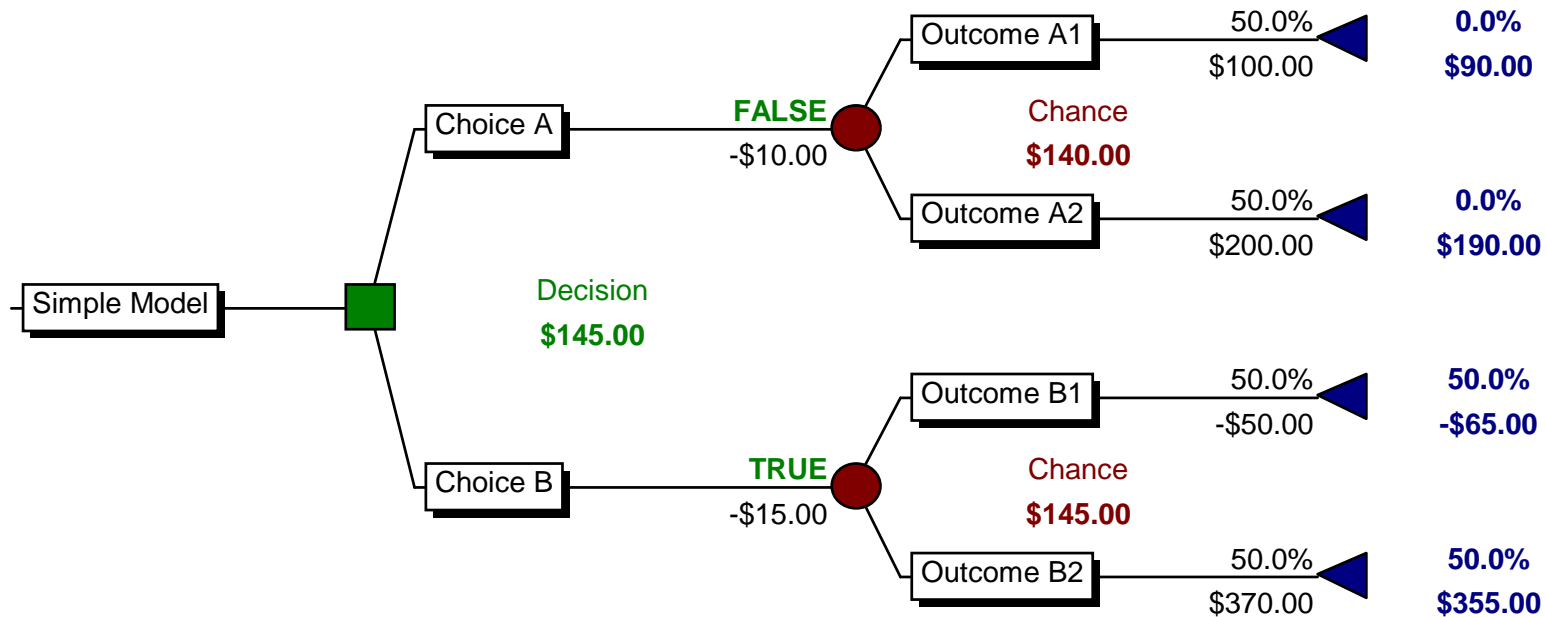 50.0%
0.0%
Outcome A1
$100.00
$90.00
FALSE
Chance
Choice A
-$10.00
$140.00
50.0%
0.0%
Outcome A2
$200.00
$190.00
Decision
Simple Model
$145.00
50.0%
50.0%
Outcome B1
-$50.00
-$65.00
TRUE
Chance
Choice B
-$15.00
$145.00
50.0%
50.0%
Outcome B2
$370.00
$355.00